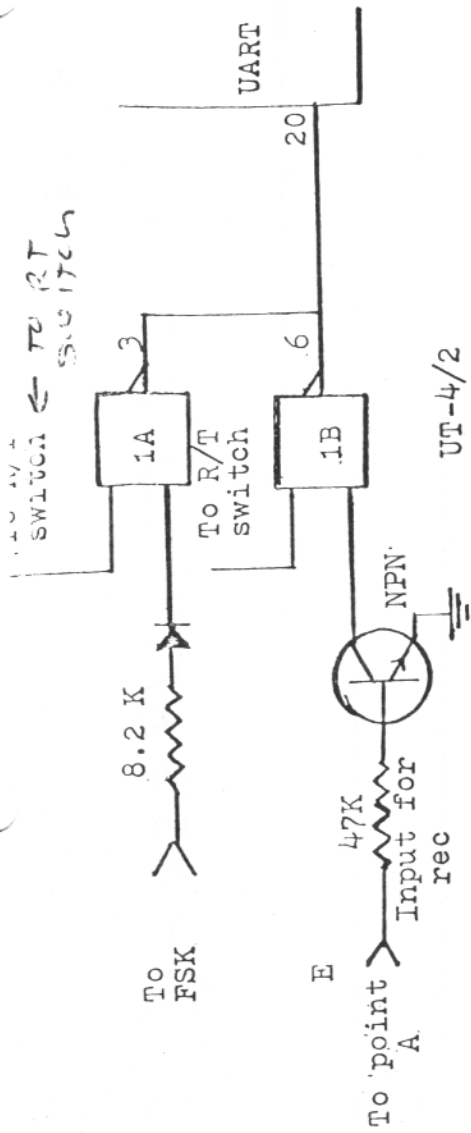 switch ← TO RT
SWITCH
UART
20
3
1A
To R/T
switch
6
1B
UT-4/2
8.2 K
NPN
47K
Input for
rec
To
FSK
E
To point
A